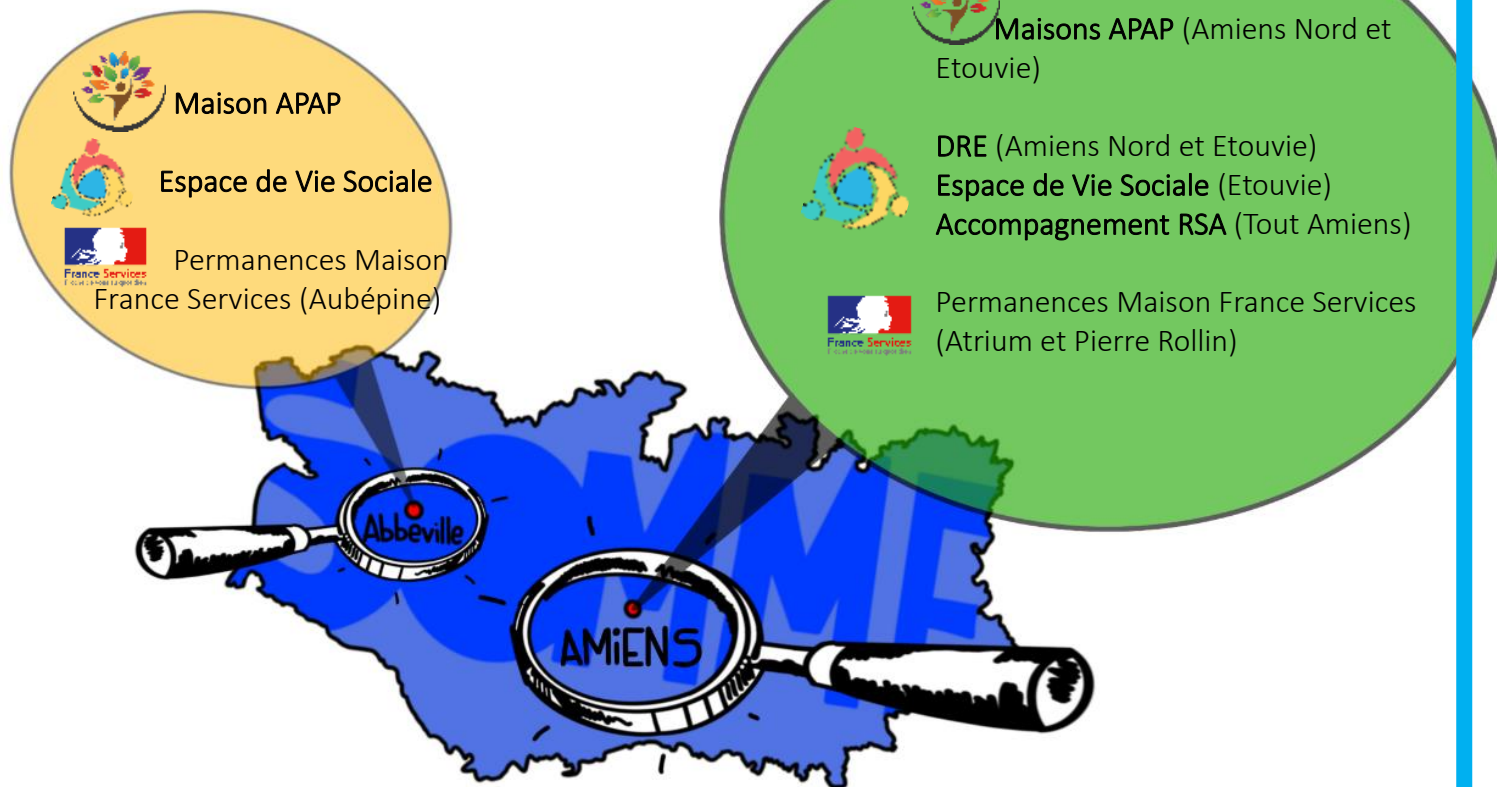 Maison APAP
Espace de Vie Sociale
France Services
Permanences Maison
France Services (Aubépine)
Maisons APAP (Amiens Nord et
Etouvie)
DRE (Amiens Nord et Etouvie)
Espace de Vie Sociale (Etouvie)
Accompagnement RSA (Tout Amiens)
France Services
Permanences Maison France Services
(Atrium et Pierre Rollin)
SOMME
Abbeville
AMiENS